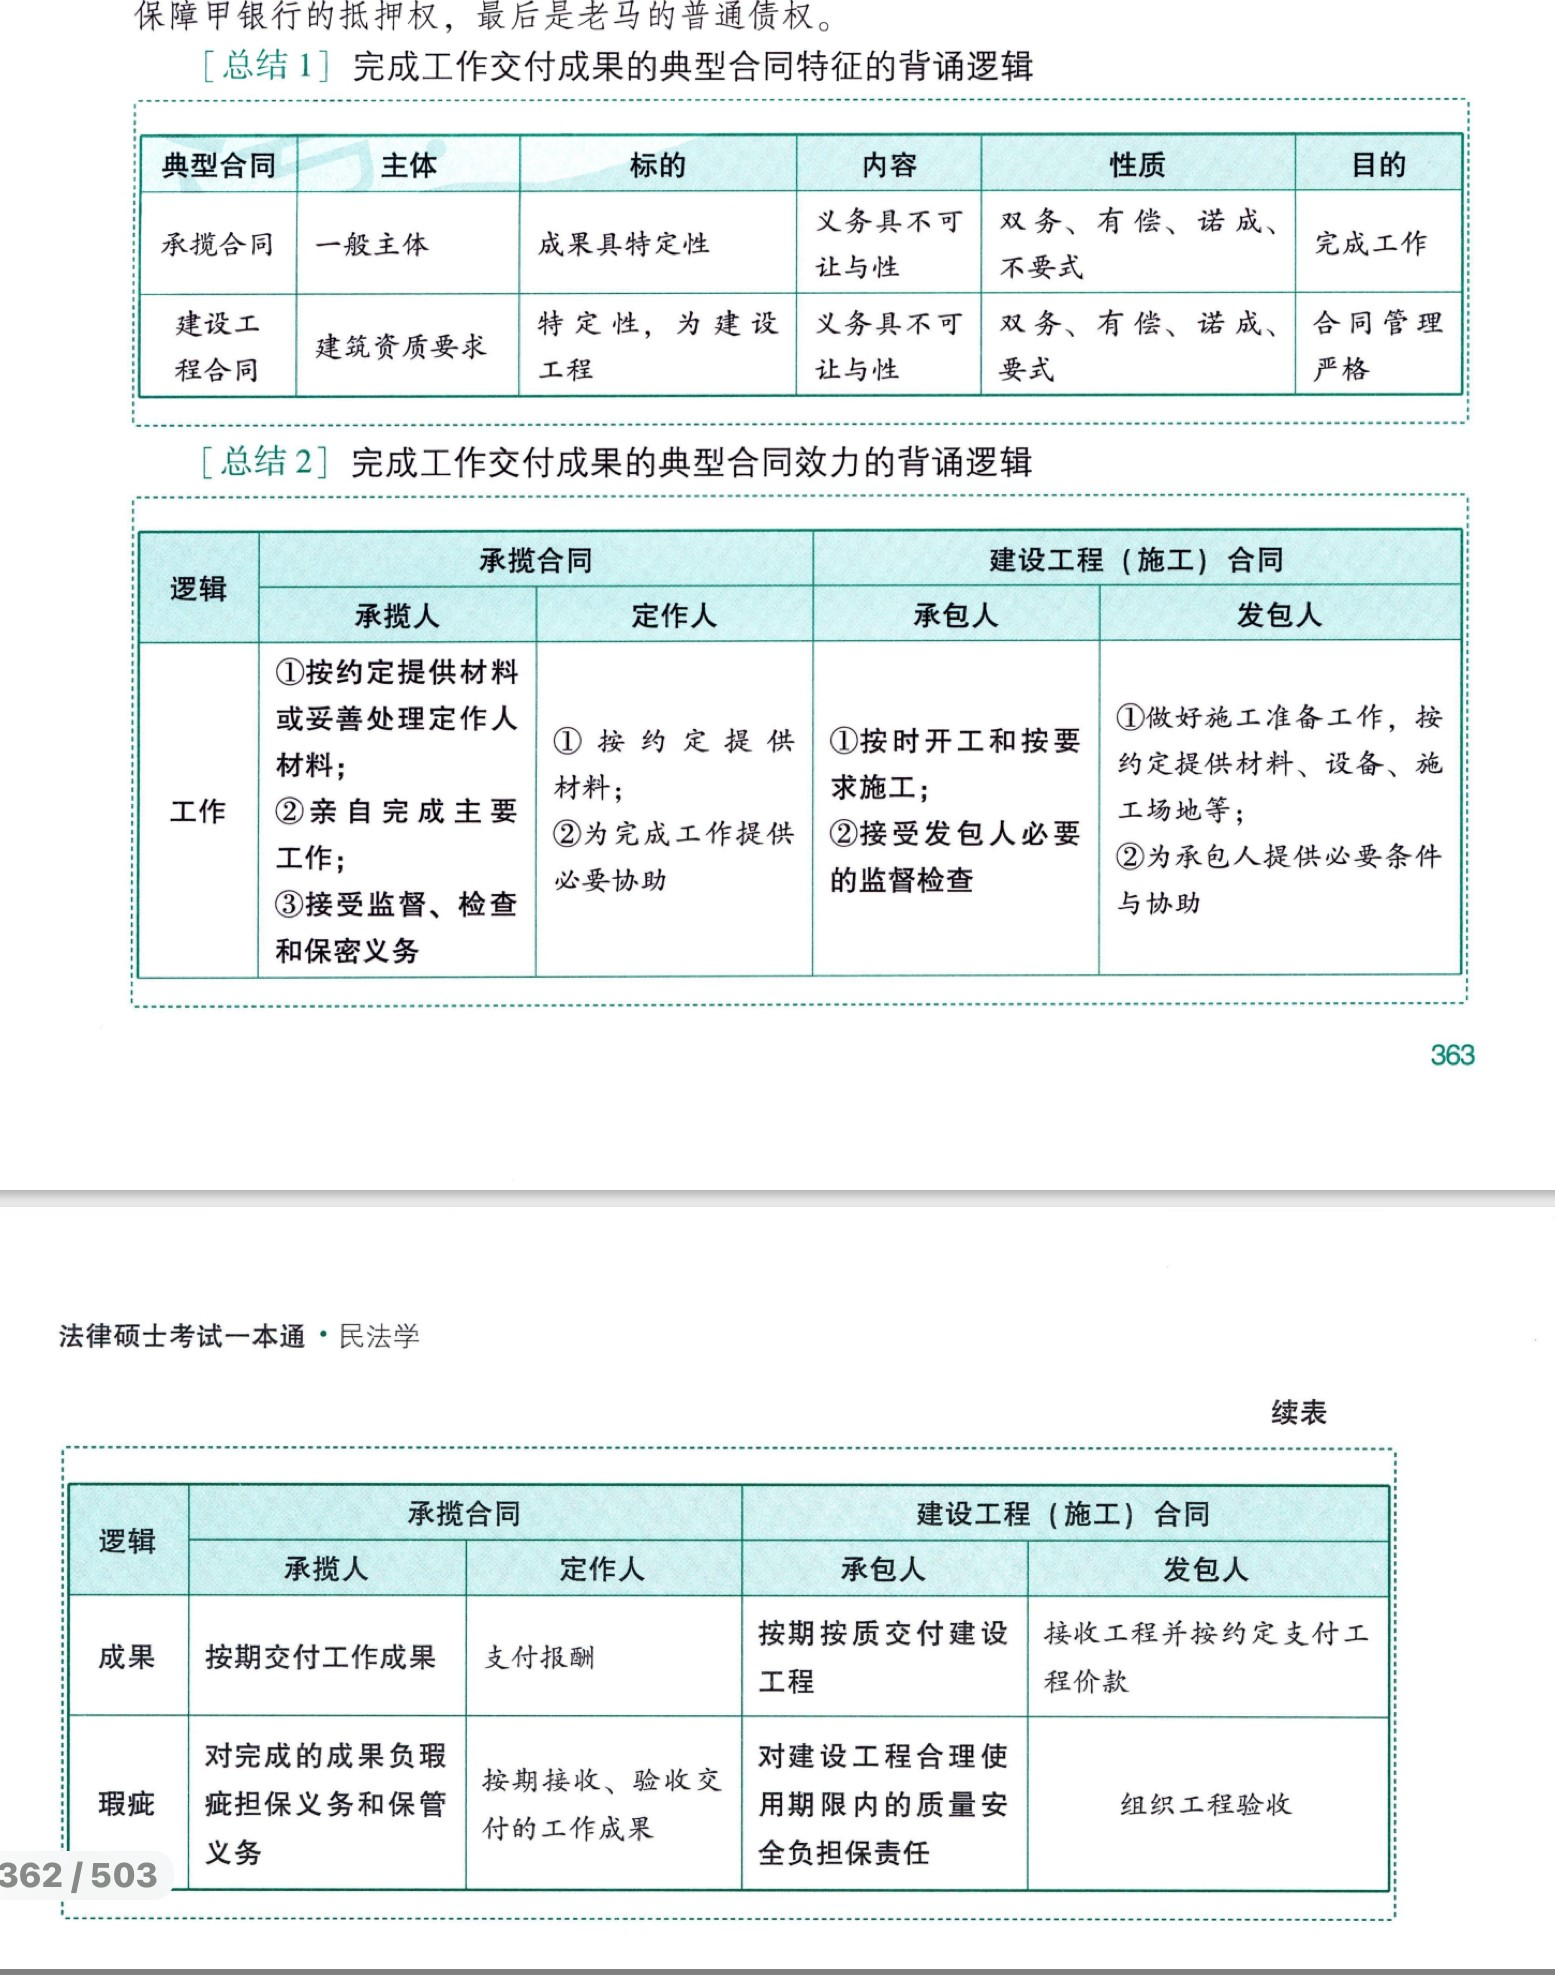 保障甲银行的抵押权，最后是老马的普通债权。
［总结1］ 完成工作交付成果的典型合同特征的背诵逻辑
典型合同 主体 标的 内容 性质 目的
承揽合同 一般主体 成果具特定性 义务具不可让与性 双务、有偿、诺成、不要式 完成工作
建设工程合同 建筑资质要求 特定性，为建设工程 义务具不可让与性 双务、有偿、诺成、要式 合同管理严格
［总结2］ 完成工作交付成果的典型合同效力的背诵逻辑
逻辑 承揽合同 建设工程（施工）合同
承揽人 定作人 承包人 发包人
工作
①按约定提供材料
或妥善处理定作人
材料；
②亲自完成主要
工作；
③接受监督、检查
和保密义务
①按约定提供
材料；
②为完成工作提供
必要协助
①按时开工和按要
求施工；
②接受发包人必要
的监督检查
①做好施工准备工作，按
约定提供材料、设备、施
工场地等；
②为承包人提供必要条件
与协助
363
法律硕士考试一本通・民法学
续表
逻辑 承揽合同 建设工程（施工）合同
承揽人 定作人 承包人 发包人
成果
按期交付工作成果
支付报酬
按期按质交付建设
工程
接收工程并按约定支付工
程价款
瑕疵
对完成的成果负瑕
疵担保义务和保管
义务
按期接收、验收交
付的工作成果
对建设工程合理使
用期限内的质量安
全负担保责任
组织工程验收
362 / 503